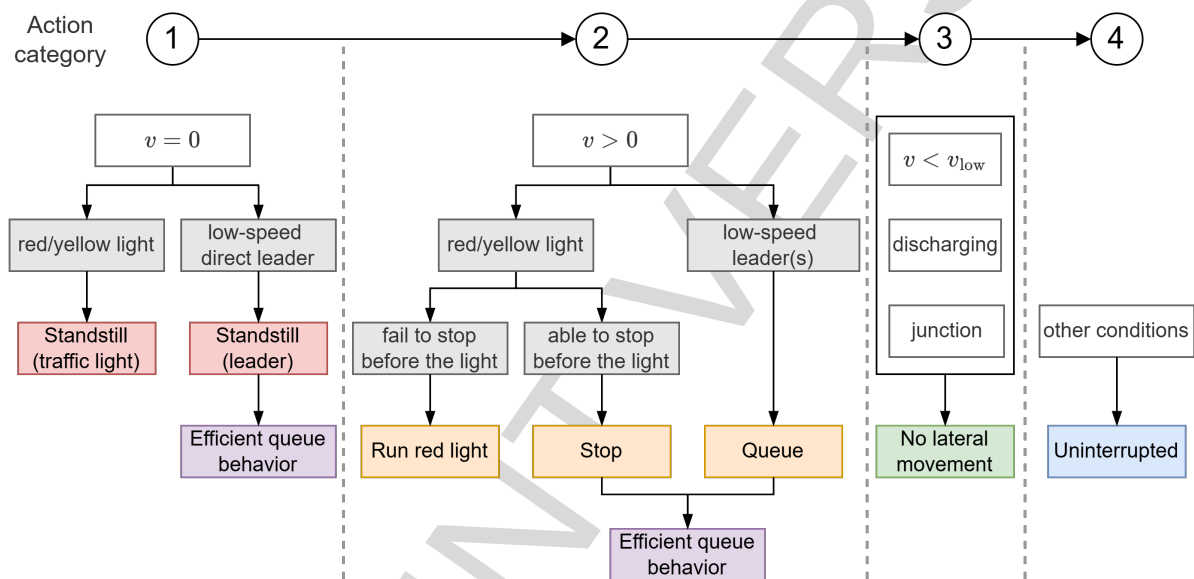 Action
category
1
2
3
4
v = 0
v > 0
v < v_low
red/yellow light
low-speed
direct leader
red/yellow light
low-speed
leader(s)
discharging
Standstill
(traffic light)
Standstill
(leader)
fail to stop
before the light
able to stop
before the light
junction
other conditions
Efficient queue
behavior
Run red light
Stop
Queue
No lateral
movement
Uninterrupted
Efficient queue
behavior